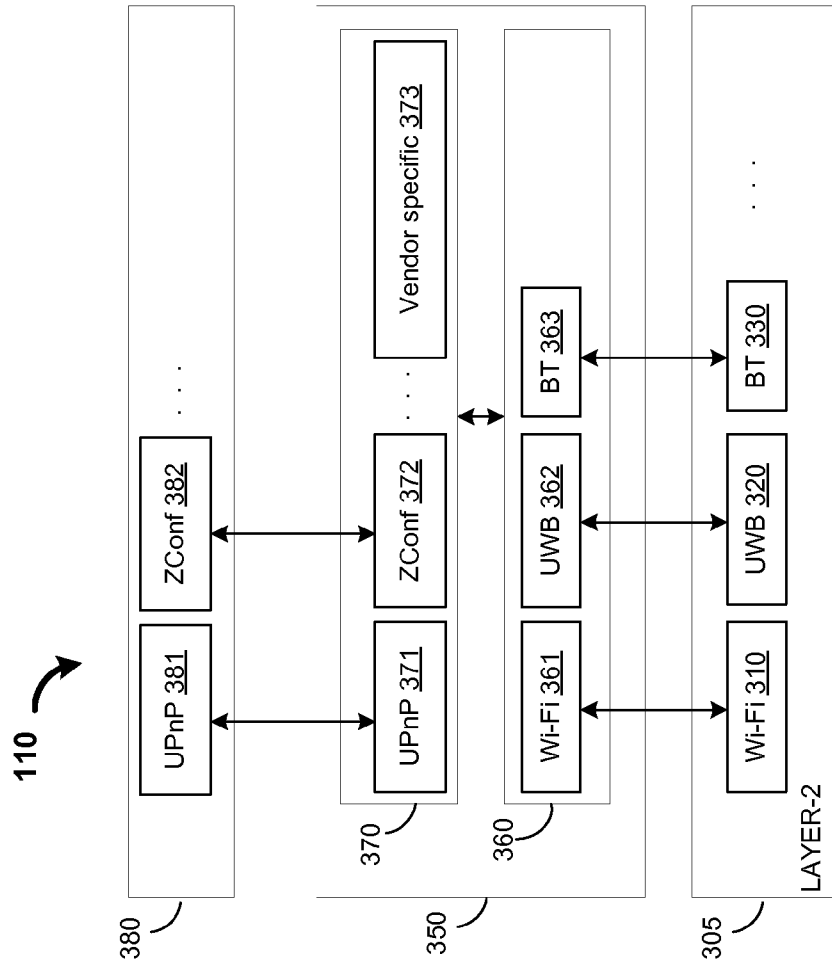 110
380
UPnP 381
ZConf 382
. . .
350
370
UPnP 371
ZConf 372
. . .
Vendor specific 373
360
Wi-Fi 361
UWB 362
BT 363
305
Wi-Fi 310
UWB 320
BT 330
. . .
LAYER-2